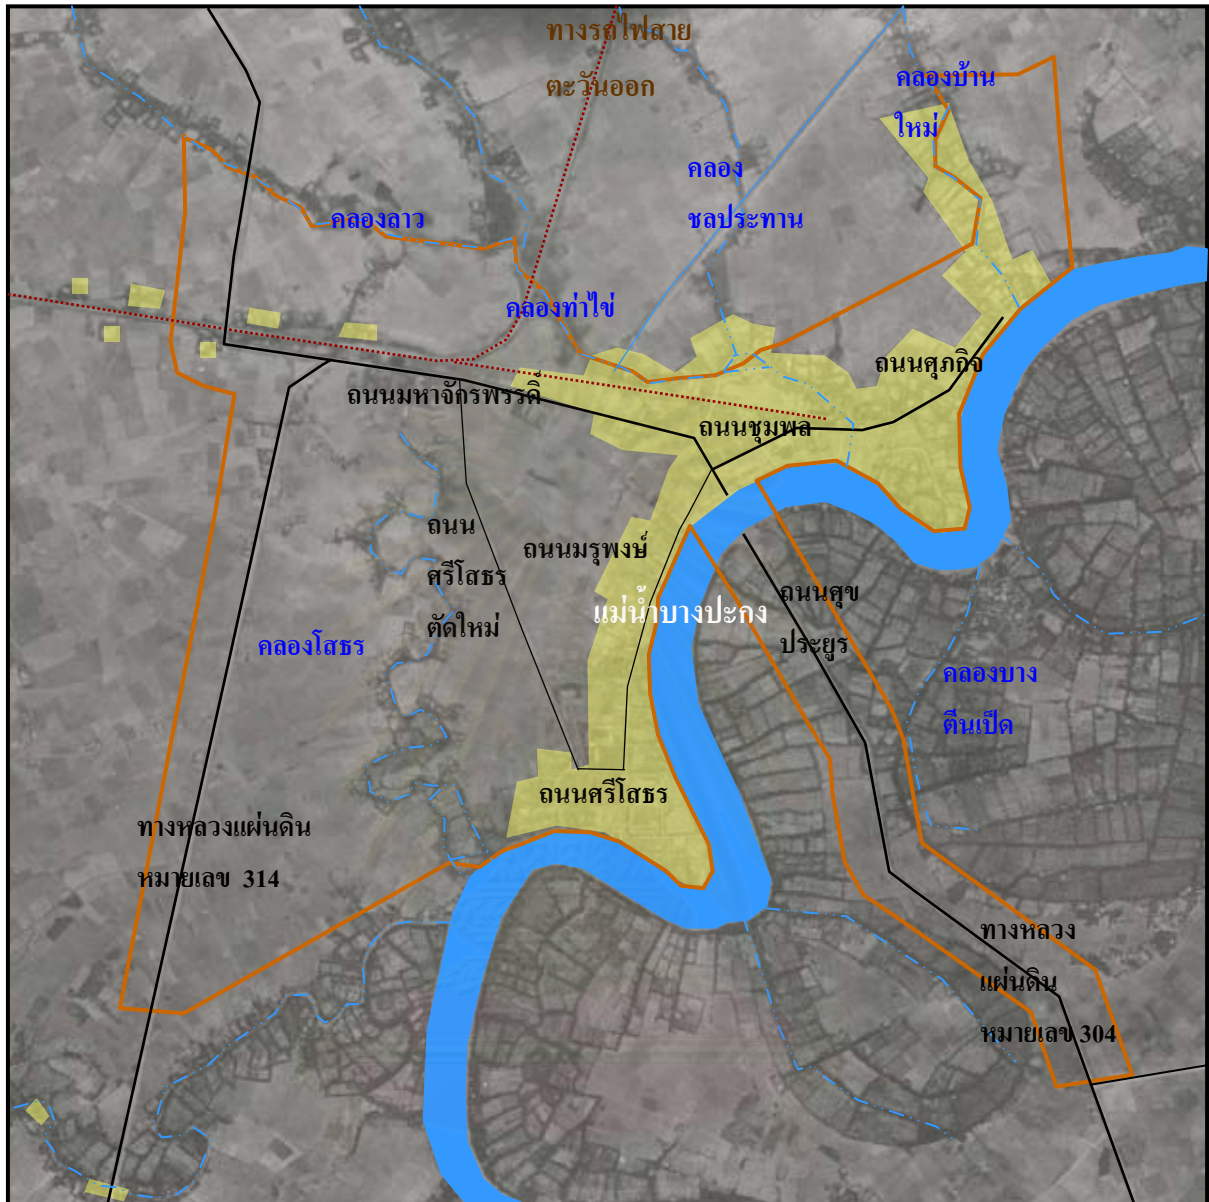 ทางรถไฟสาย
ตะวันออก
คลองบ้าน
ใหม่
คลอง
ชลประทาน
คลองลาว
คลองท่าไข่
ถนนศุภกิจ
ถนนมหาจักรพรรดิ์
ถนนชุมพล
ถนน
ศรีโสธร
ตัดใหม่
ถนนมรุพงษ์
แม่น้ำบางปะกง
ถนนศุข
ประยูร
คลองโสธร
คลองบาง
ตีนเป็ด
ถนนศรีโสธร
ทางหลวงแผ่นดิน
หมายเลข 314
ทางหลวง
แผ่นดิน
หมายเลข 304